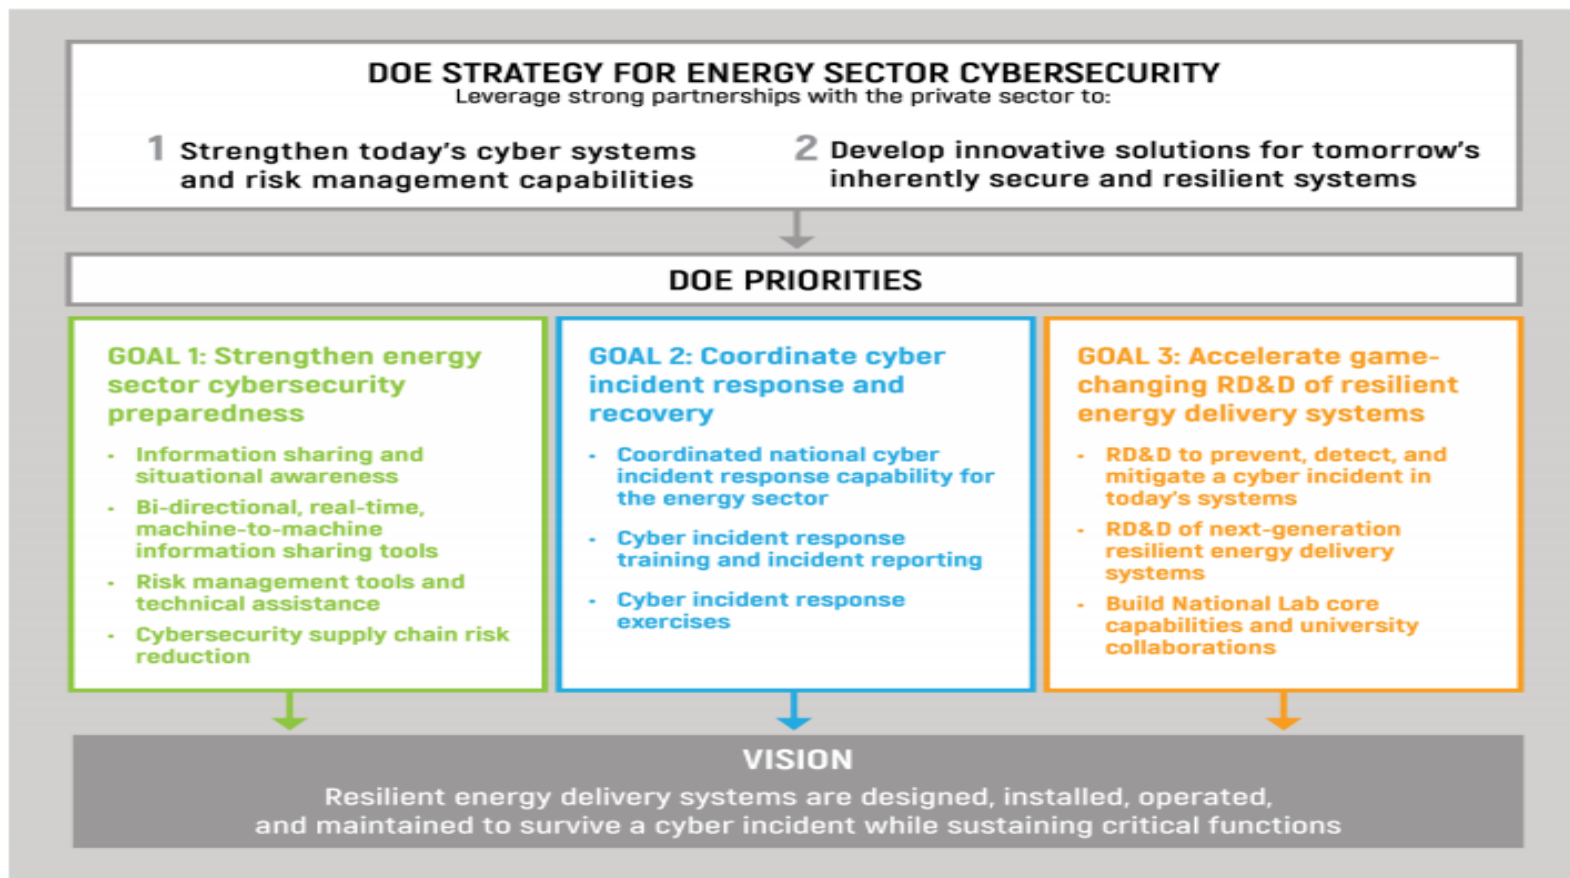 DOE STRATEGY FOR ENERGY SECTOR CYBERSECURITY
Leverage strong partnerships with the private sector to:
1 Strengthen today's cyber systems
and risk management capabilities
2 Develop innovative solutions for tomorrow's
inherently secure and resilient systems
DOE PRIORITIES
GOAL 1: Strengthen energy
sector cybersecurity
preparedness
· Information sharing and
situational awareness
· Bi-directional, real-time,
machine-to-machine
information sharing tools
· Risk management tools and
technical assistance
· Cybersecurity supply chain risk
reduction
GOAL 2: Coordinate cyber
incident response and
recovery
· Coordinated national cyber
incident response capability for
the energy sector
· Cyber incident response
training and incident reporting
· Cyber incident response
exercises
GOAL 3: Accelerate game-
changing RD&D of resilient
energy delivery systems
· RD&D to prevent, detect, and
mitigate a cyber incident in
today's systems
· RD&D of next-generation
resilient energy delivery
systems
· Build National Lab core
capabilities and university
collaborations
VISION
Resilient energy delivery systems are designed, installed, operated,
and maintained to survive a cyber incident while sustaining critical functions